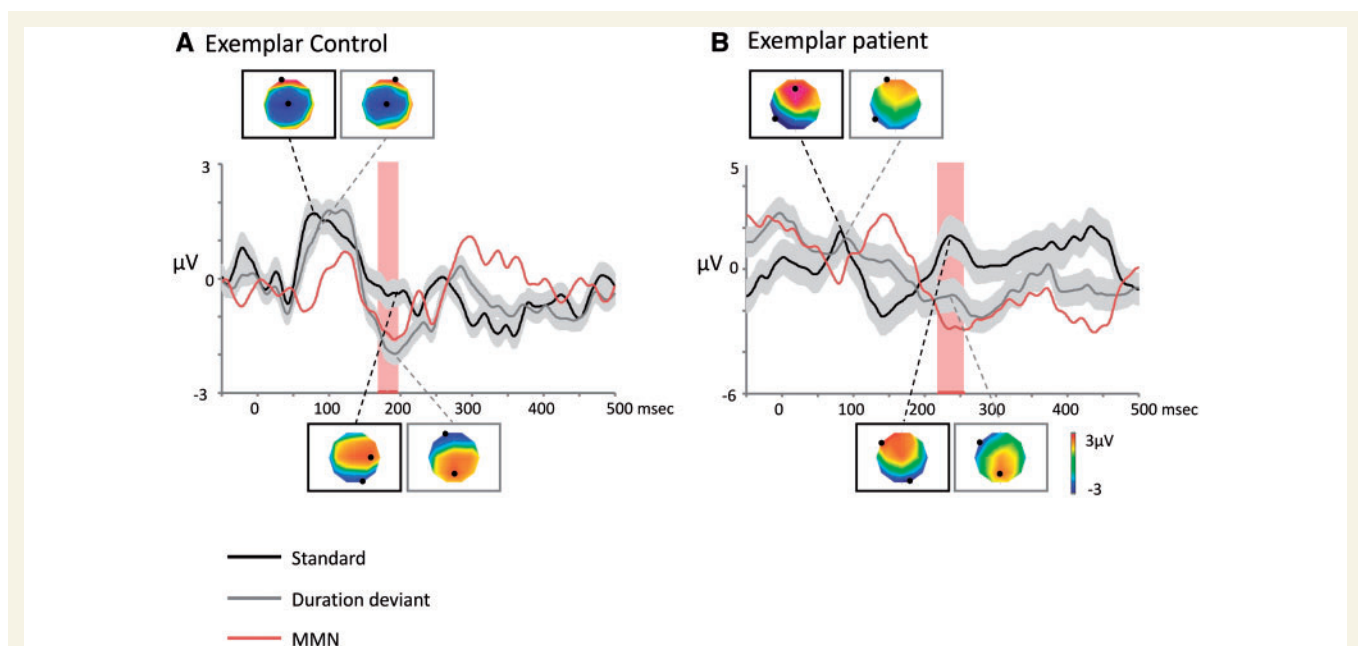 A Exemplar Control
B Exemplar patient
3
μV
0
-3
0 100 200 300 400 500 msec
5
μV
0
-6
0 100 200 300 400 500 msec
3μV
-3
Standard
Duration deviant
MMN